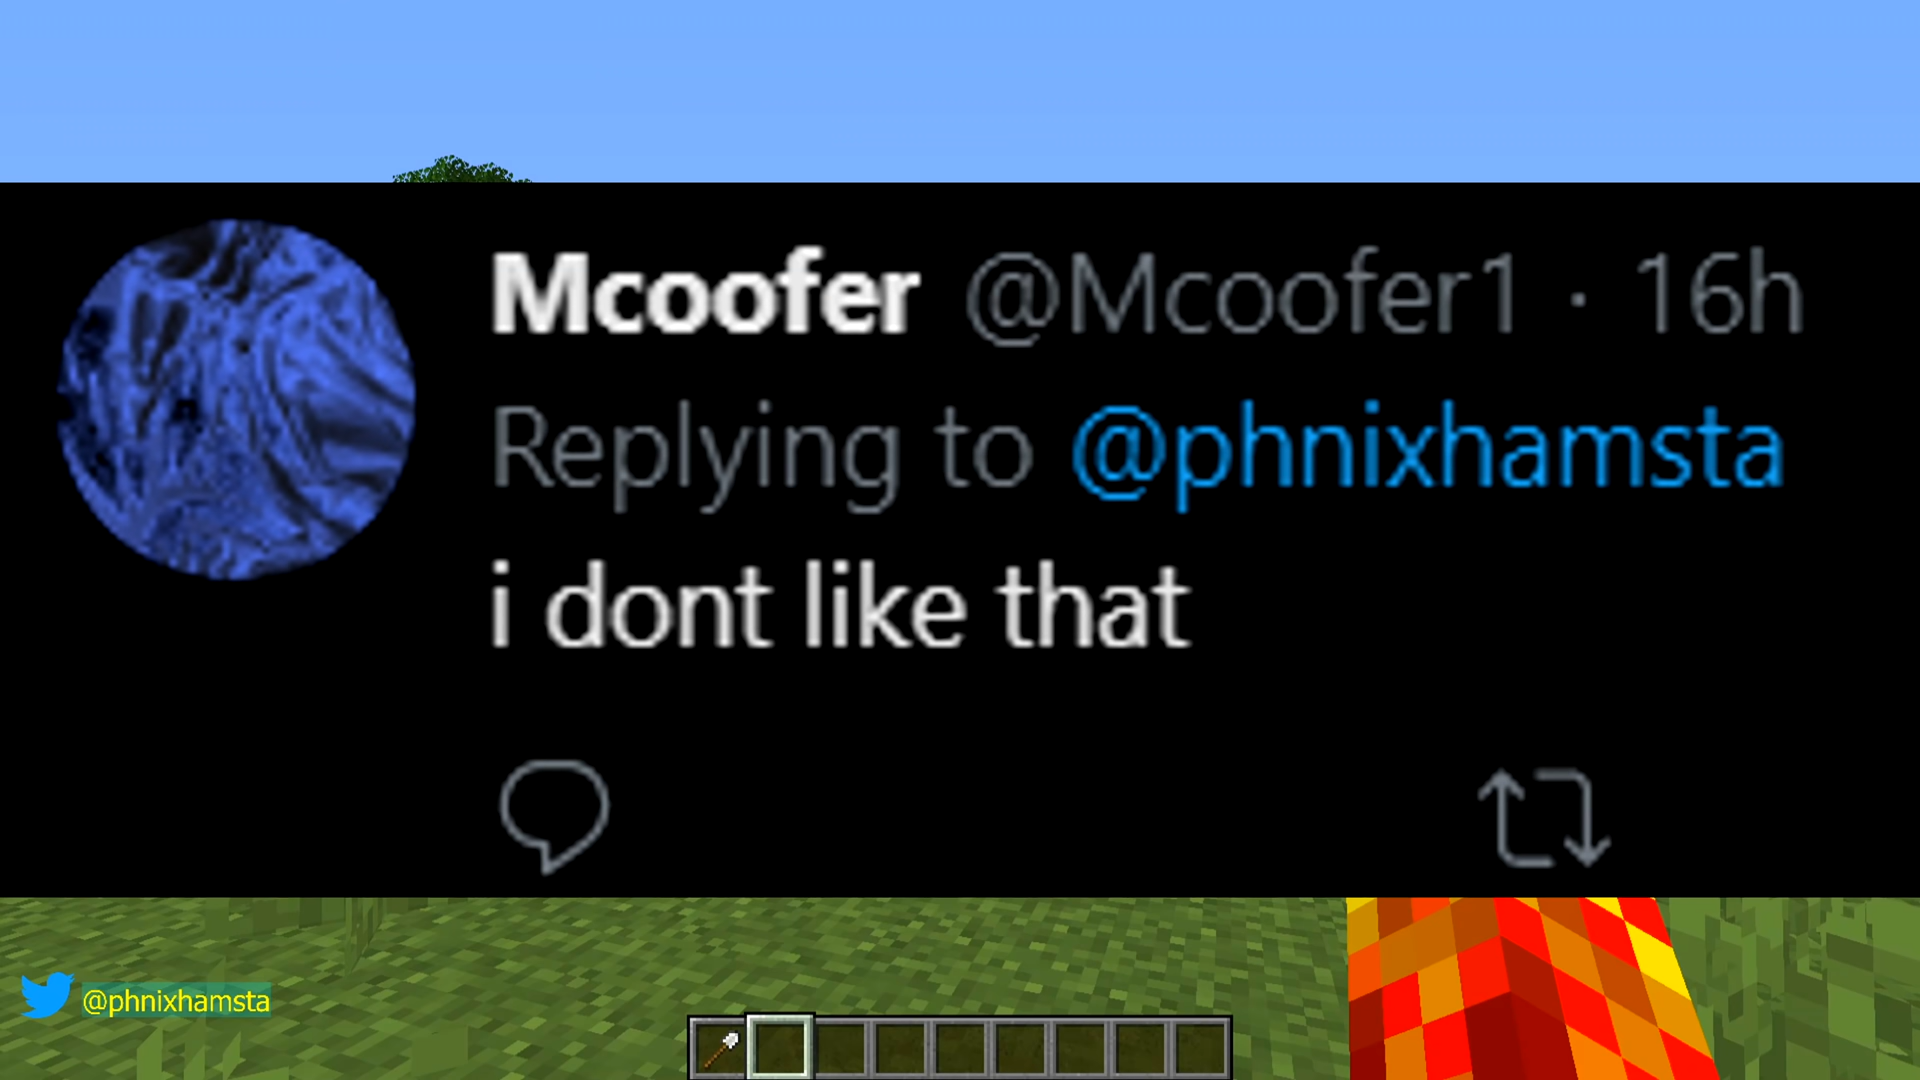 Mcoofer @Mcoofer1 · 16h
Replying to @phnixhamsta
i dont like that
@phnixhamsta